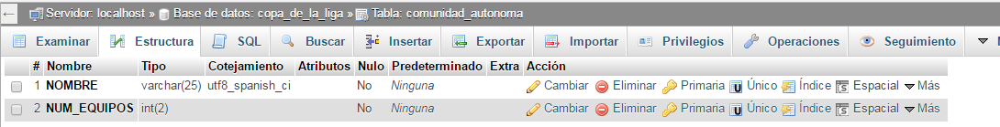 Servidor: localhost » Base de datos: copa_de_la_liga » Tabla: comunidad_autonoma
Examinar Estructura SQL Buscar Insertar Exportar Importar Privilegios Operaciones Seguimiento
# Nombre Tipo Cotejamiento Atributos Nulo Predeterminado Extra Acción
1 NOMBRE varchar(25) utf8_spanish_ci No Ninguna Cambiar Eliminar Primaria Único Índice Espacial Más
2 NUM_EQUIPOS int(2) No Ninguna Cambiar Eliminar Primaria Único Índice Espacial Más